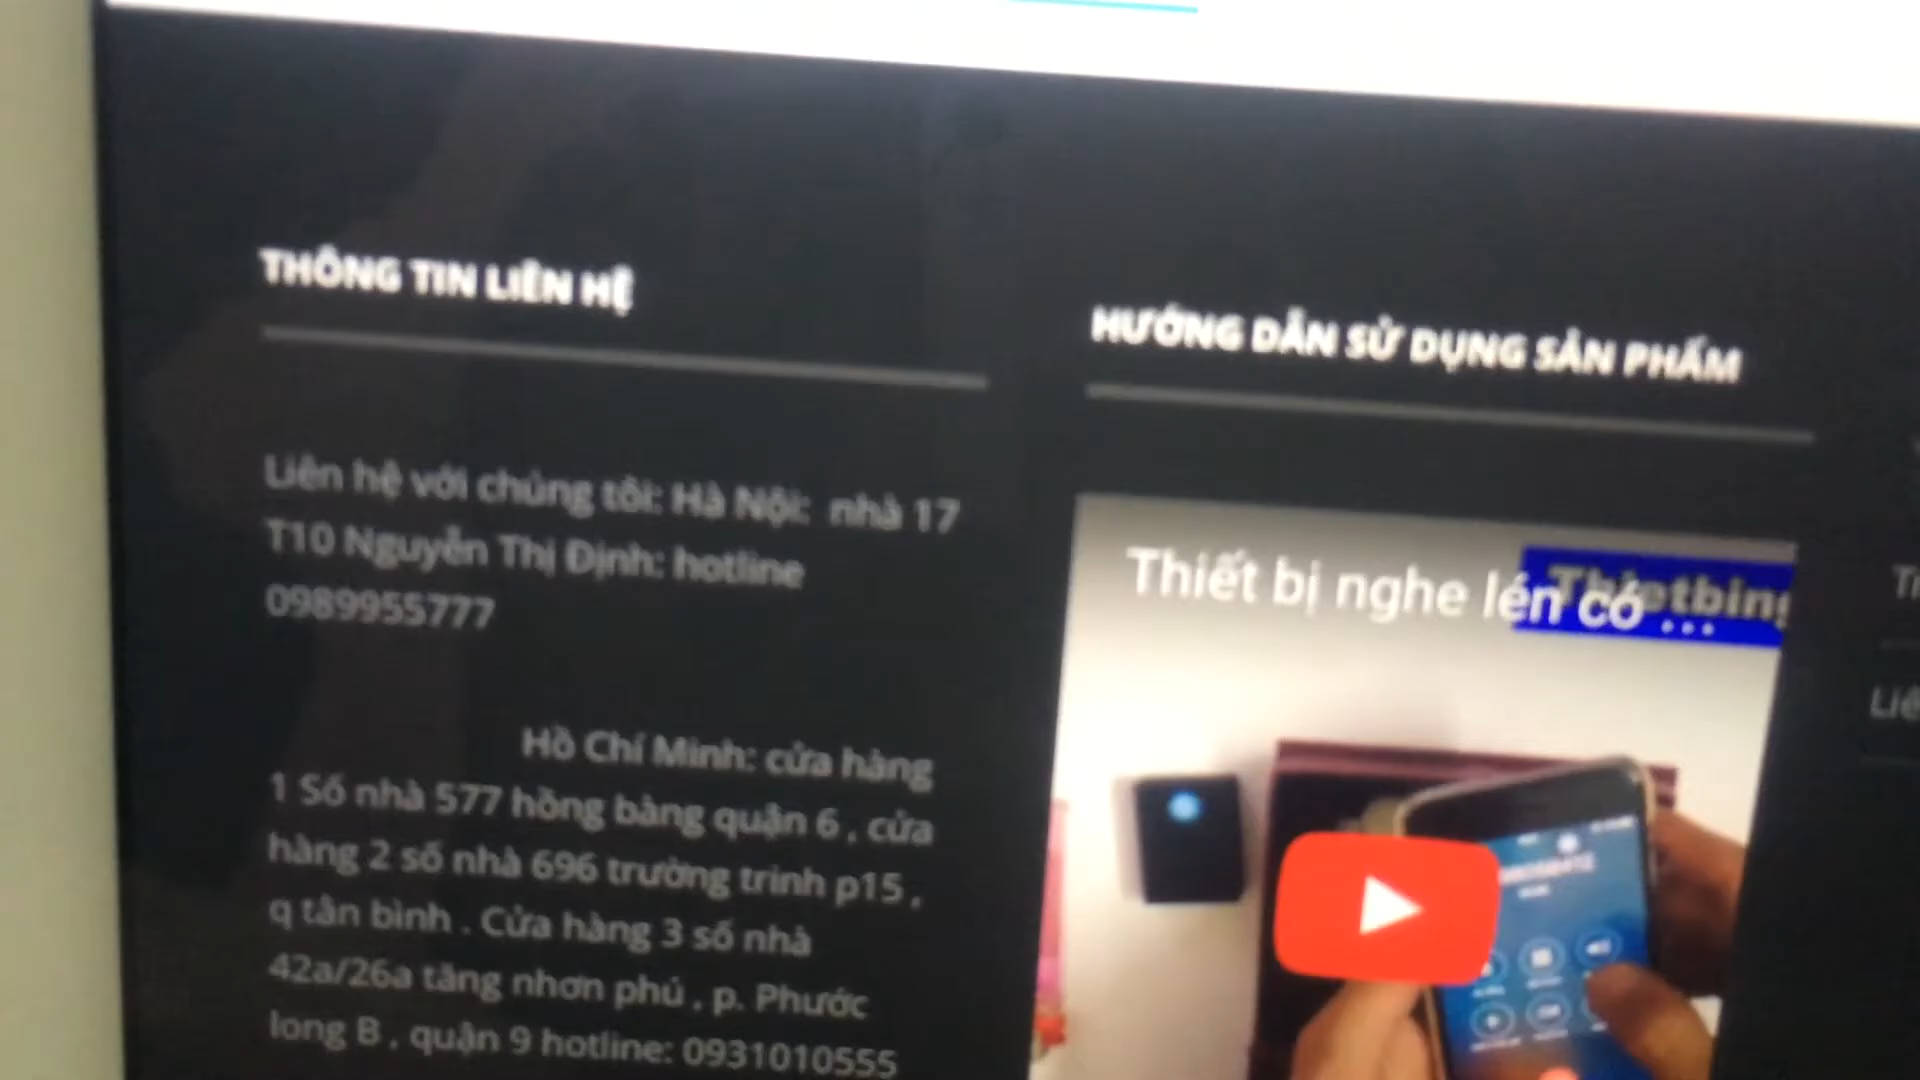 THÔNG TIN LIÊN HỆ
Liên hệ với chúng tôi: Hà Nội: nhà 17
T10 Nguyễn Thị Định: hotline
0989955777
Hồ Chí Minh: cửa hàng
1 Số nhà 577 hồng bàng quận 6 , cửa
hàng 2 số nhà 696 trường trinh p15 ,
q tân bình . Cửa hàng 3 số nhà
42a/26a tăng nhơn phú , p. Phước
long B , quận 9 hotline: 0931010555
HƯỚNG DẪN SỬ DỤNG SẢN PHẨM
Thiết bị nghe lén có ...
Thietbing